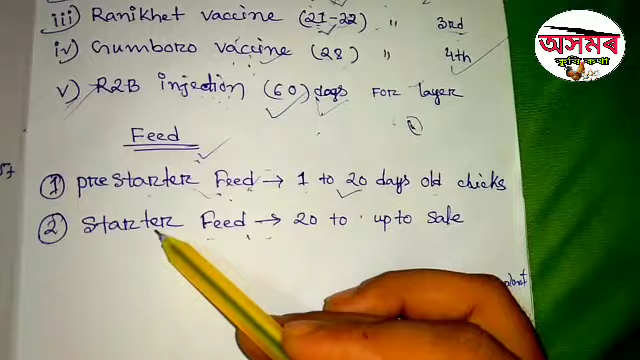 iii) Ranikhet vaccine (21-22) " 3rd
iv) Gumboro vaccine (28) " 4th
v) R2B injection (60) days FOR layer
Feed
① prestarter Feed → 1 to 20 days old chicks
② Starter Feed → 20 to up to Sale
অসমৰ
কৃষি কথা